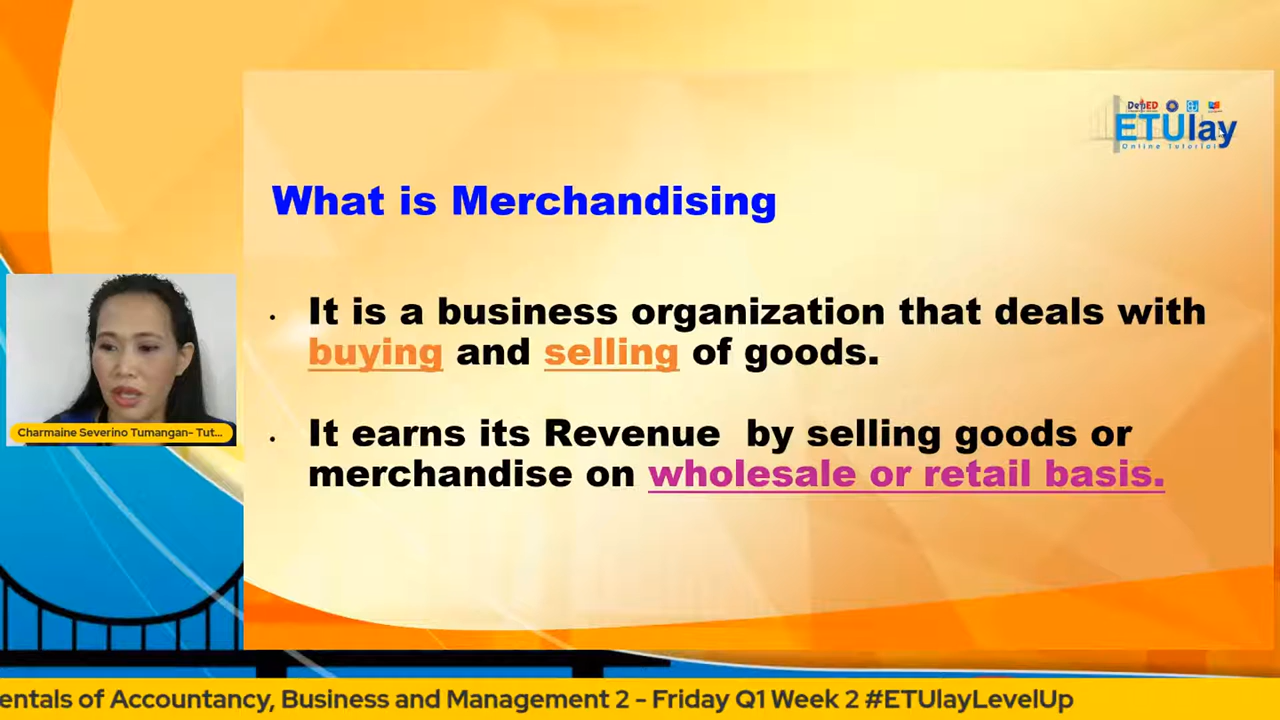 DepED
ETUlay
Online Tutorial
What is Merchandising
• It is a business organization that deals with
buying and selling of goods.
• It earns its Revenue by selling goods or
merchandise on wholesale or retail basis.
Charmaine Severino Tumangan- Tut...
entals of Accountancy, Business and Management 2 - Friday Q1 Week 2 #ETUlayLevelUp